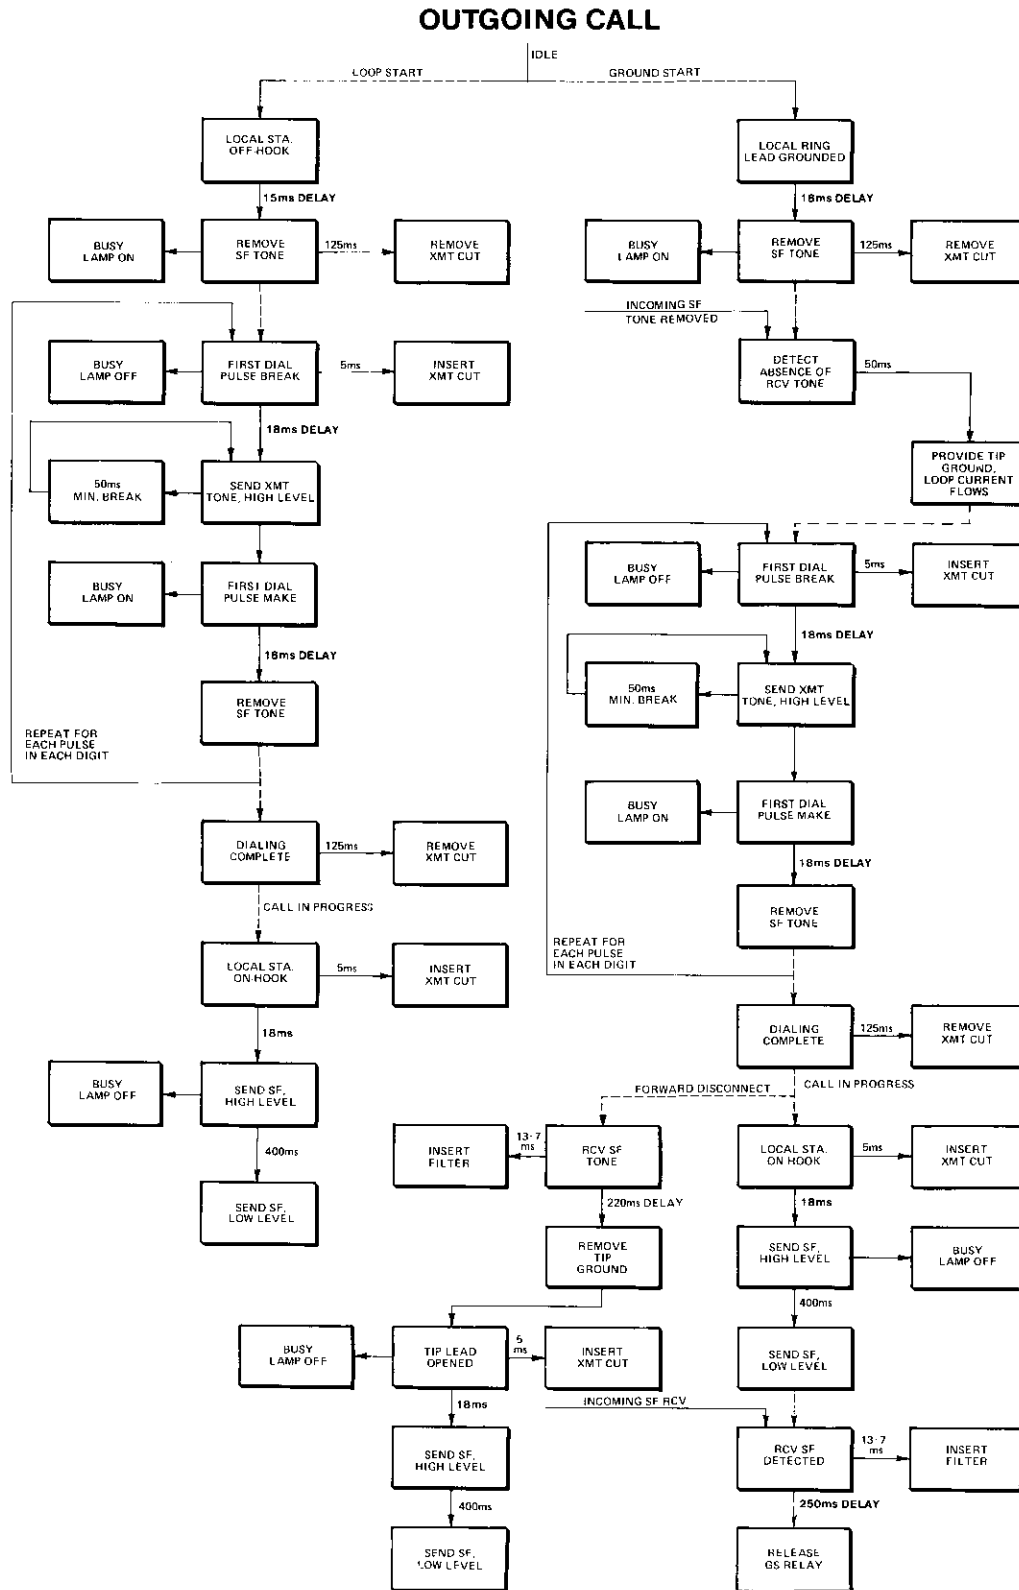 OUTGOING CALL
IDLE
LOOP START
GROUND START
LOCAL STA.
OFF-HOOK
15ms DELAY
BUSY
LAMP ON
REMOVE
SF TONE
125ms
REMOVE
XMT CUT
BUSY
LAMP OFF
FIRST DIAL
PULSE BREAK
5ms
INSERT
XMT CUT
18ms DELAY
50ms
MIN. BREAK
SEND XMT
TONE, HIGH LEVEL
BUSY
LAMP ON
FIRST DIAL
PULSE MAKE
18ms DELAY
REMOVE
SF TONE
REPEAT FOR
EACH PULSE
IN EACH DIGIT
DIALING
COMPLETE
125ms
REMOVE
XMT CUT
CALL IN PROGRESS
LOCAL STA.
ON-HOOK
5ms
INSERT
XMT CUT
18ms
BUSY
LAMP OFF
SEND SF,
HIGH LEVEL
400ms
SEND SF,
LOW LEVEL
LOCAL RING
LEAD GROUNDED
18ms DELAY
BUSY
LAMP ON
REMOVE
SF TONE
125ms
REMOVE
XMT CUT
INCOMING SF
TONE REMOVED
DETECT
ABSENCE OF
RCV TONE
50ms
PROVIDE TIP
GROUND,
LOOP CURRENT
FLOWS
BUSY
LAMP OFF
FIRST DIAL
PULSE BREAK
5ms
INSERT
XMT CUT
18ms DELAY
50ms
MIN. BREAK
SEND XMT
TONE, HIGH LEVEL
BUSY
LAMP ON
FIRST DIAL
PULSE MAKE
18ms DELAY
REMOVE
SF TONE
REPEAT FOR
EACH PULSE
IN EACH DIGIT
DIALING
COMPLETE
125ms
REMOVE
XMT CUT
CALL IN PROGRESS
FORWARD DISCONNECT
INSERT
FILTER
13·7
ms
RCV SF
TONE
220ms DELAY
REMOVE
TIP
GROUND
BUSY
LAMP OFF
TIP LEAD
OPENED
5
ms
INSERT
XMT CUT
18ms
SEND SF,
HIGH LEVEL
400ms
SEND SF,
LOW LEVEL
LOCAL STA.
ON HOOK
5ms
INSERT
XMT CUT
18ms
SEND SF,
HIGH LEVEL
BUSY
LAMP OFF
400ms
SEND SF,
LOW LEVEL
INCOMING SF RCV
RCV SF
DETECTED
13·7
ms
INSERT
FILTER
250ms DELAY
RELEASE
GS RELAY